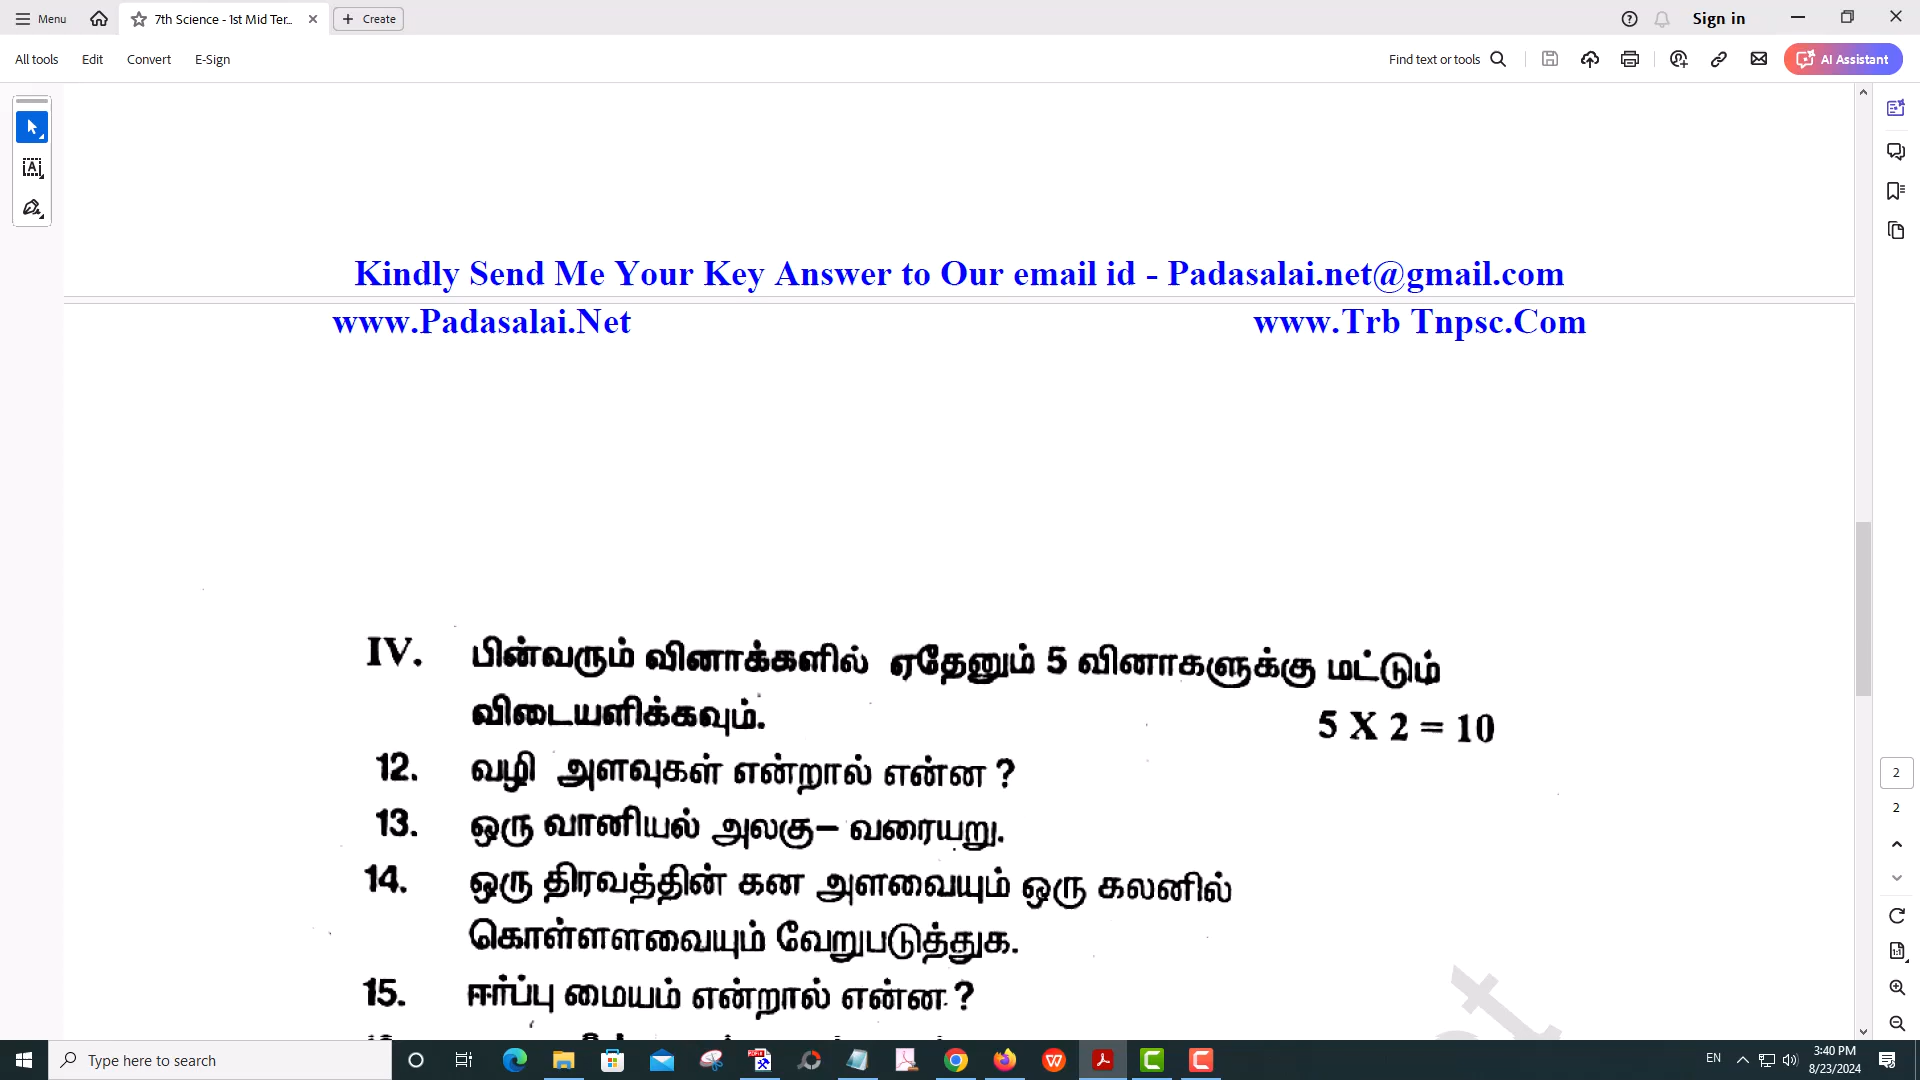 Menu
7th Science - 1st Mid Ter...
Create
Sign in
All tools
Edit
Convert
E-Sign
Find text or tools
AI Assistant
Kindly Send Me Your Key Answer to Our email id - Padasalai.net@gmail.com
www.Padasalai.Net www.Trb Tnpsc.Com
IV. பின்வரும் வினாக்களில் ஏதேனும் 5 வினாகளுக்கு மட்டும்
விடையளிக்கவும். 5 X 2 = 10
12. வழி அளவுகள் என்றால் என்ன ?
13. ஒரு வானியல் அலகு– வரையறு.
14. ஒரு திரவத்தின் கன அளவையும் ஒரு கலனில்
கொள்ளளவையும் வேறுபடுத்துக.
15. ஈர்ப்பு மையம் என்றால் என்ன ?
2
2
Type here to search
EN
3:40 PM
8/23/2024